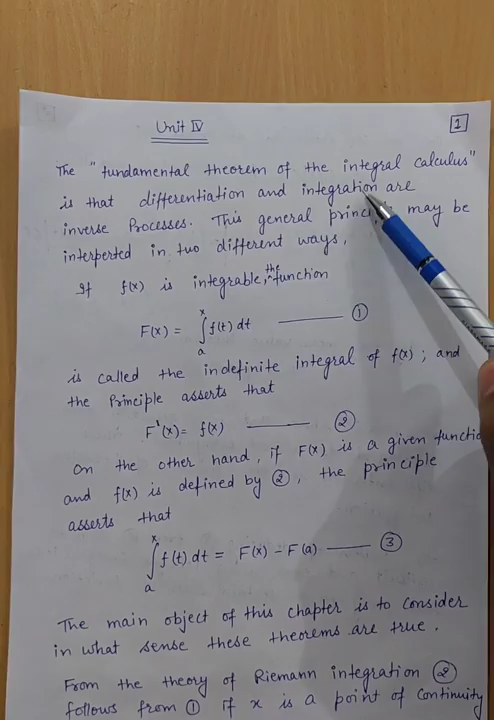 Unit IV
1
The "fundamental theorem of the integral calculus"
is that differentiation and integration are
inverse Processes. This general may be
interperted in two different ways.
If f(x) is integrable, the function
F(x) = ∫ₐˣ f(t) dt ——— ①
is called the indefinite integral of f(x) ; and
the Principle asserts that
F'(x) = f(x) ——— ②
On the other hand, if F(x) is a given functio
and f(x) is defined by ②, the principle
asserts that
∫ₐˣ f(t) dt = F(x) - F(a) ——— ③
The main object of this chapter is to consider
in what sense these theorems are true.
From the theory of Riemann integration ②
follows from ① if x is a point of continuity